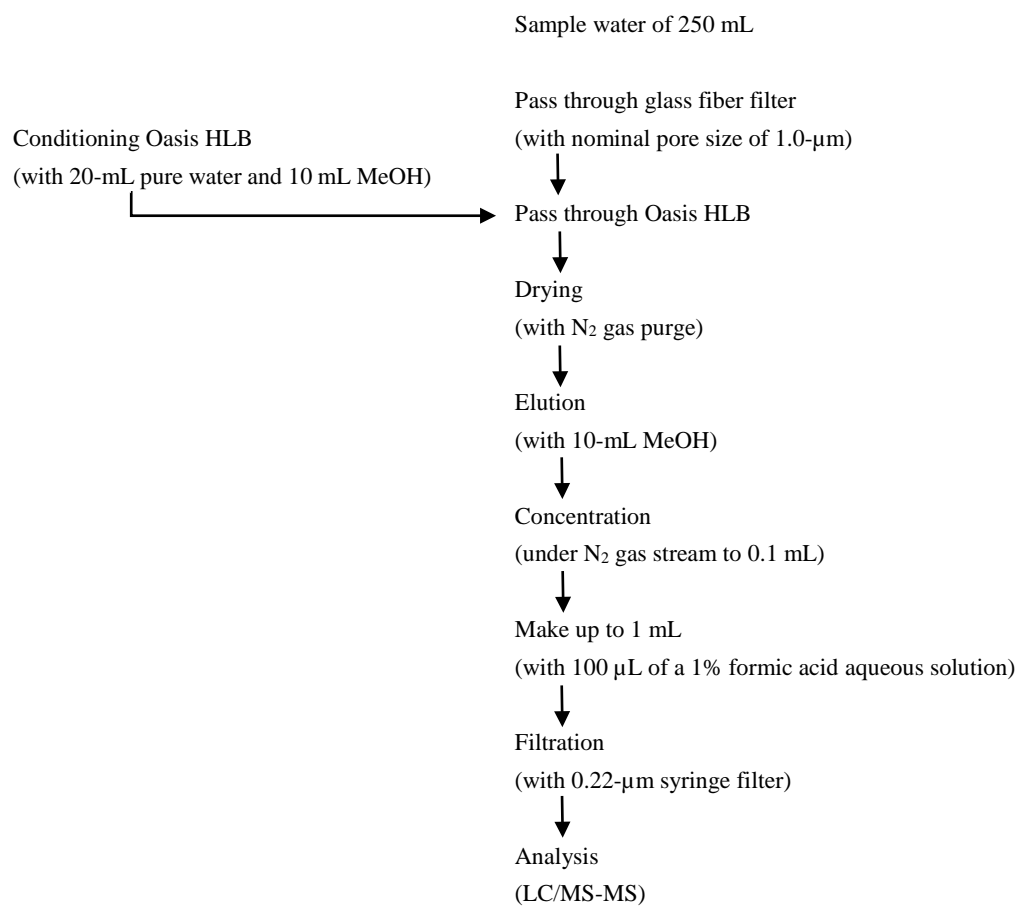 Sample water of 250 mL
Pass through glass fiber filter
(with nominal pore size of 1.0-µm)
Conditioning Oasis HLB
(with 20-mL pure water and 10 mL MeOH)
Pass through Oasis HLB
Drying
(with N₂ gas purge)
Elution
(with 10-mL MeOH)
Concentration
(under N₂ gas stream to 0.1 mL)
Make up to 1 mL
(with 100 µL of a 1% formic acid aqueous solution)
Filtration
(with 0.22-µm syringe filter)
Analysis
(LC/MS-MS)